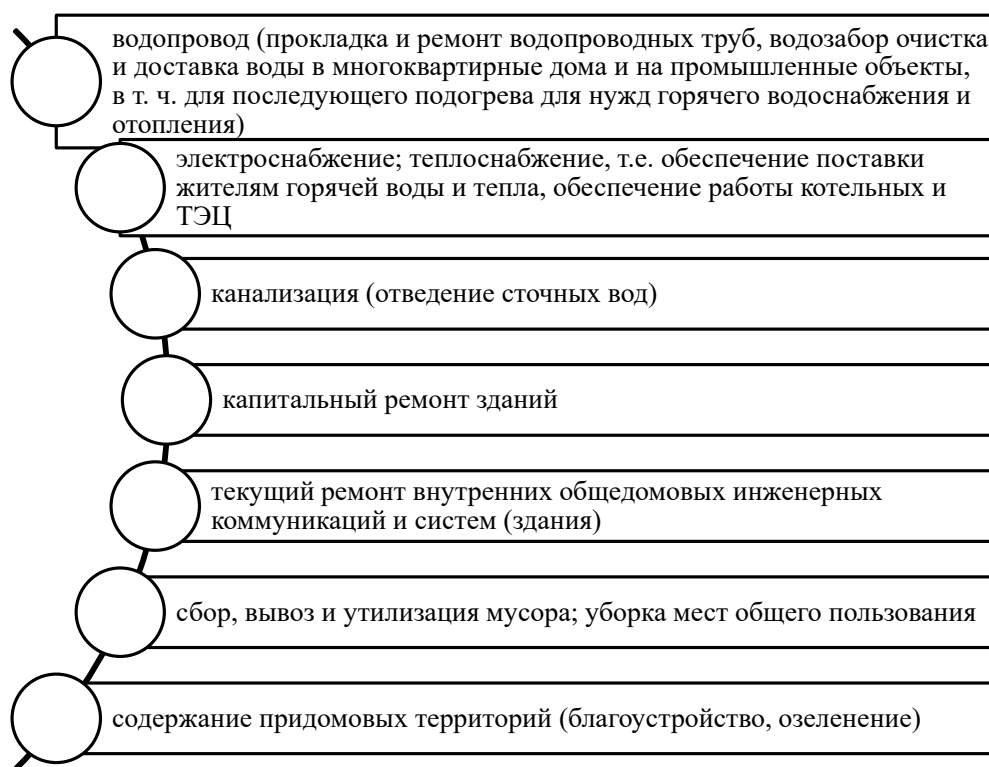 водопровод (прокладка и ремонт водопроводных труб, водозабор очистка
и доставка воды в многоквартирные дома и на промышленные объекты,
в т. ч. для последующего подогрева для нужд горячего водоснабжения и
отопления)
электроснабжение; теплоснабжение, т.е. обеспечение поставки
жителям горячей воды и тепла, обеспечение работы котельных и
ТЭЦ
канализация (отведение сточных вод)
капитальный ремонт зданий
текущий ремонт внутренних общедомовых инженерных
коммуникаций и систем (здания)
сбор, вывоз и утилизация мусора; уборка мест общего пользования
содержание придомовых территорий (благоустройство, озеленение)